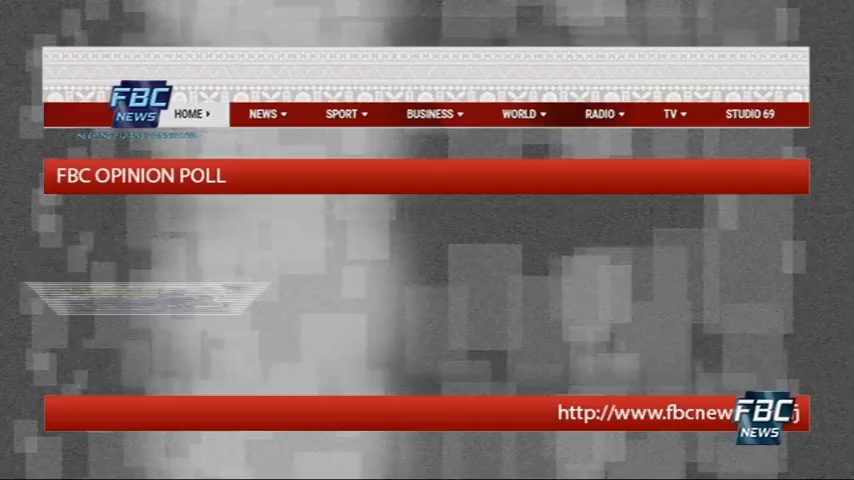 FBC
NEWS
HOME NEWS SPORT BUSINESS WORLD RADIO TV STUDIO 69
FBC OPINION POLL
http://www.fbcnew
FBC
NEWS